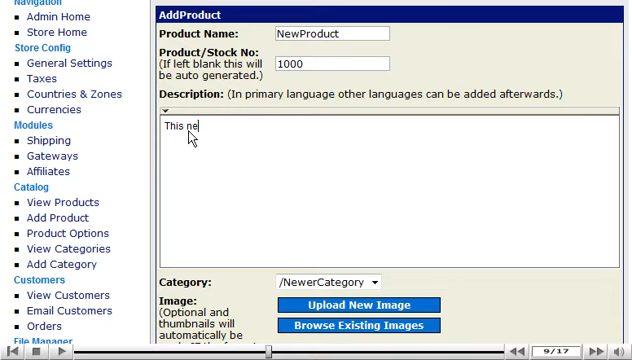 Navigation
Admin Home
Store Home
Store Config
General Settings
Taxes
Countries & Zones
Currencies
Modules
Shipping
Gateways
Affiliates
Catalog
View Products
Add Product
Product Options
View Categories
Add Category
Customers
View Customers
Email Customers
Orders
File Manager
AddProduct
Product Name: NewProduct
Product/Stock No: 1000
(If left blank this will
be auto generated.)
Description: (In primary language other languages can be added afterwards.)
This ne
Category: /NewerCategory
Image: Upload New Image
(Optional and Browse Existing Images
thumbnails will
automatically be
9/17